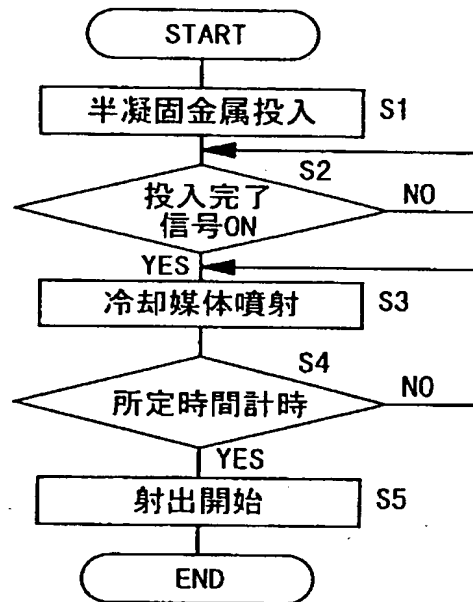 START
半凝固金属投入
S1
S2
投入完了
信号ON
NO
YES
冷却媒体噴射
S3
S4
所定時間計時
NO
YES
射出開始
S5
END